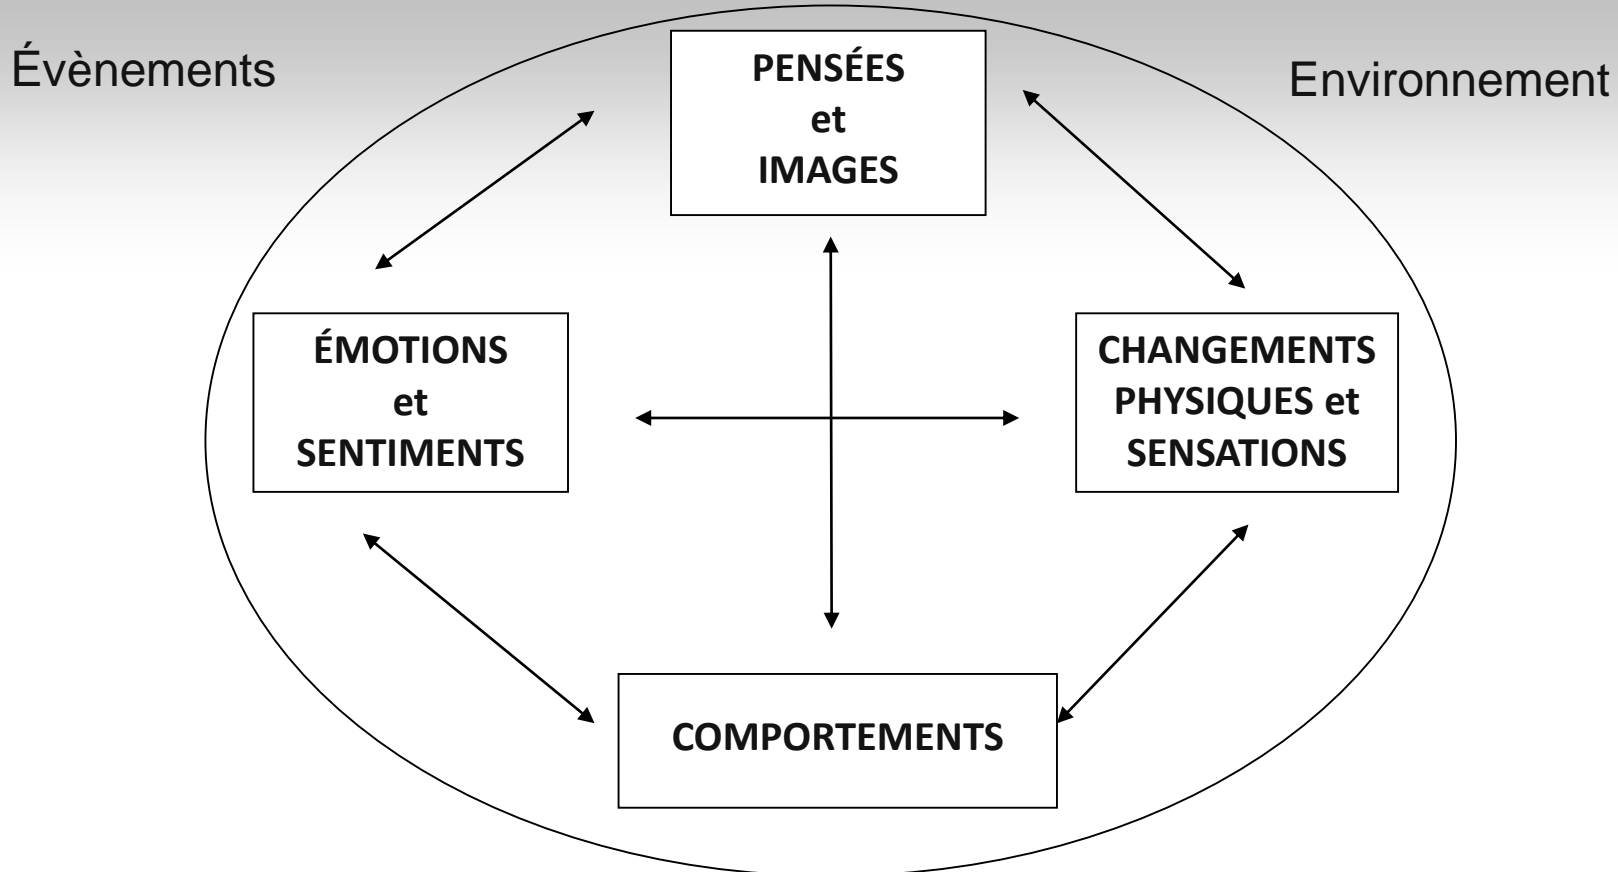 Évènements
Environnement
PENSÉES
et
IMAGES
ÉMOTIONS
et
SENTIMENTS
CHANGEMENTS
PHYSIQUES et
SENSATIONS
COMPORTEMENTS